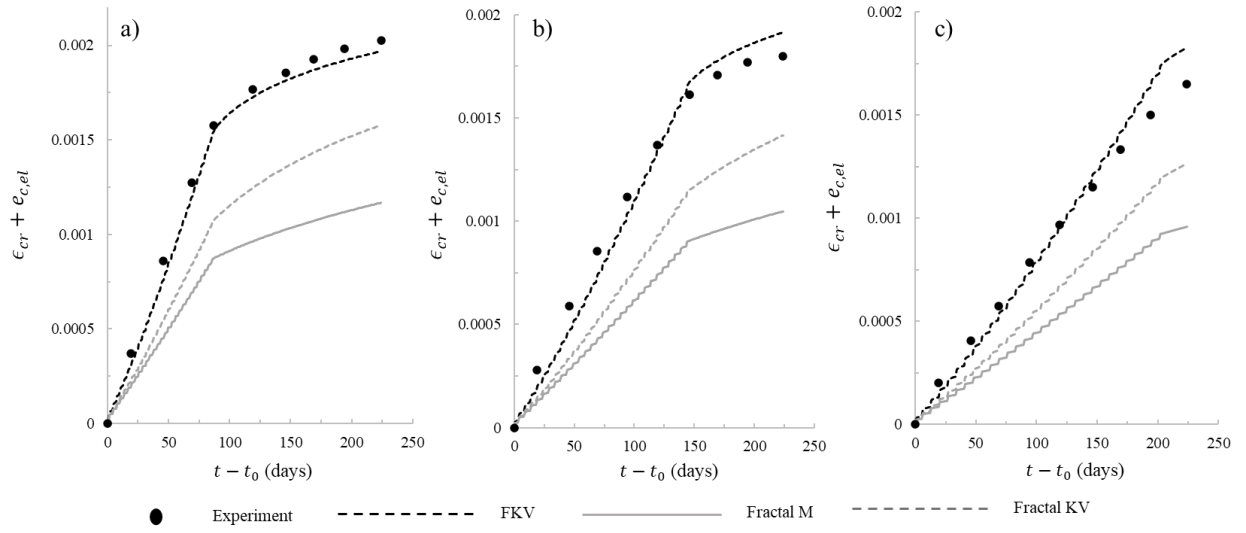 a)
0.002
0.0015
0.001
0.0005
0
ϵcr + ec,el
0 50 100 150 200 250
t − t0 (days)
b)
0.002
0.0015
0.001
0.0005
0
ϵcr + ec,el
0 50 100 150 200 250
t − t0 (days)
c)
0.002
0.0015
0.001
0.0005
0
ϵcr + ec,el
0 50 100 150 200 250
t − t0 (days)
Experiment FKV Fractal M Fractal KV